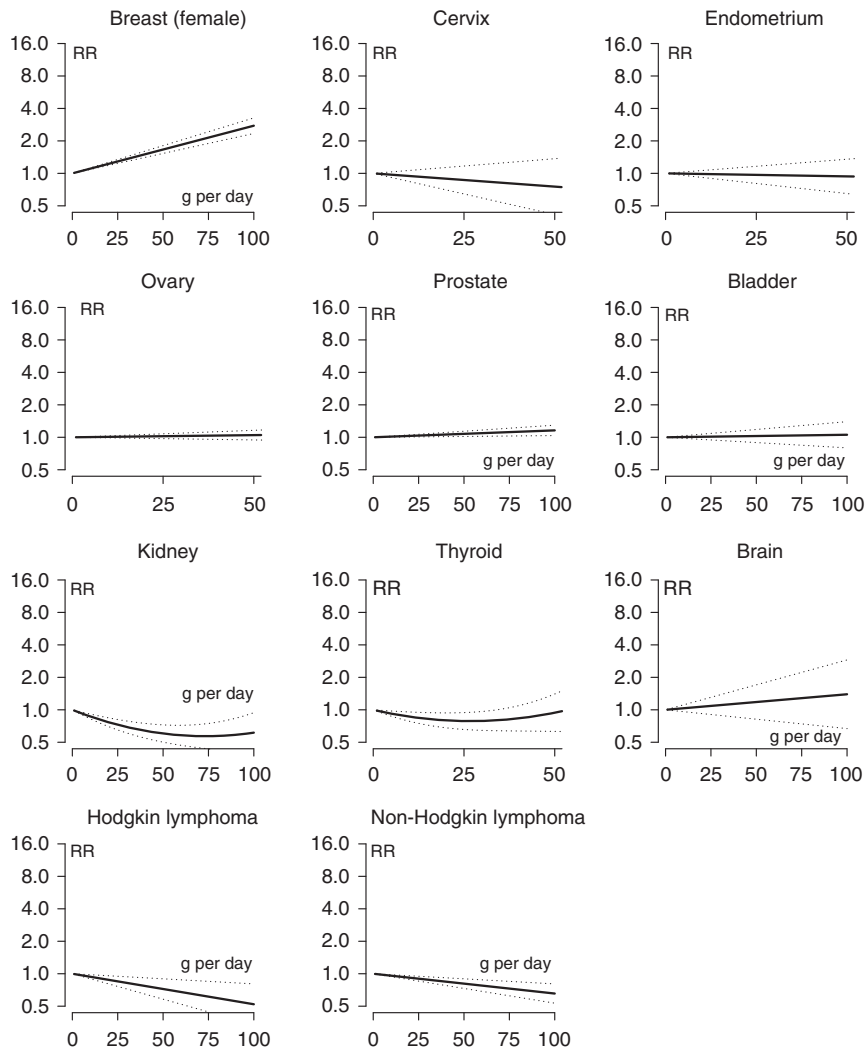 Breast (female)
16.0
RR
8.0
4.0
2.0
1.0
0.5
g per day
0 25 50 75 100
Cervix
16.0
RR
8.0
4.0
2.0
1.0
0.5
0 25 50
Endometrium
16.0
RR
8.0
4.0
2.0
1.0
0.5
0 25 50
Ovary
16.0
RR
8.0
4.0
2.0
1.0
0.5
0 25 50
Prostate
16.0
RR
8.0
4.0
2.0
1.0
0.5
g per day
0 25 50 75 100
Bladder
16.0
RR
8.0
4.0
2.0
1.0
0.5
g per day
0 25 50 75 100
Kidney
16.0
RR
8.0
4.0
2.0
g per day
1.0
0.5
0 25 50 75 100
Thyroid
16.0
RR
8.0
4.0
2.0
1.0
0.5
0 25 50
Brain
16.0
RR
8.0
4.0
2.0
1.0
0.5
g per day
0 25 50 75 100
Hodgkin lymphoma
16.0
RR
8.0
4.0
2.0
g per day
1.0
0.5
0 25 50 75 100
Non-Hodgkin lymphoma
16.0
RR
8.0
4.0
2.0
g per day
1.0
0.5
0 25 50 75 100